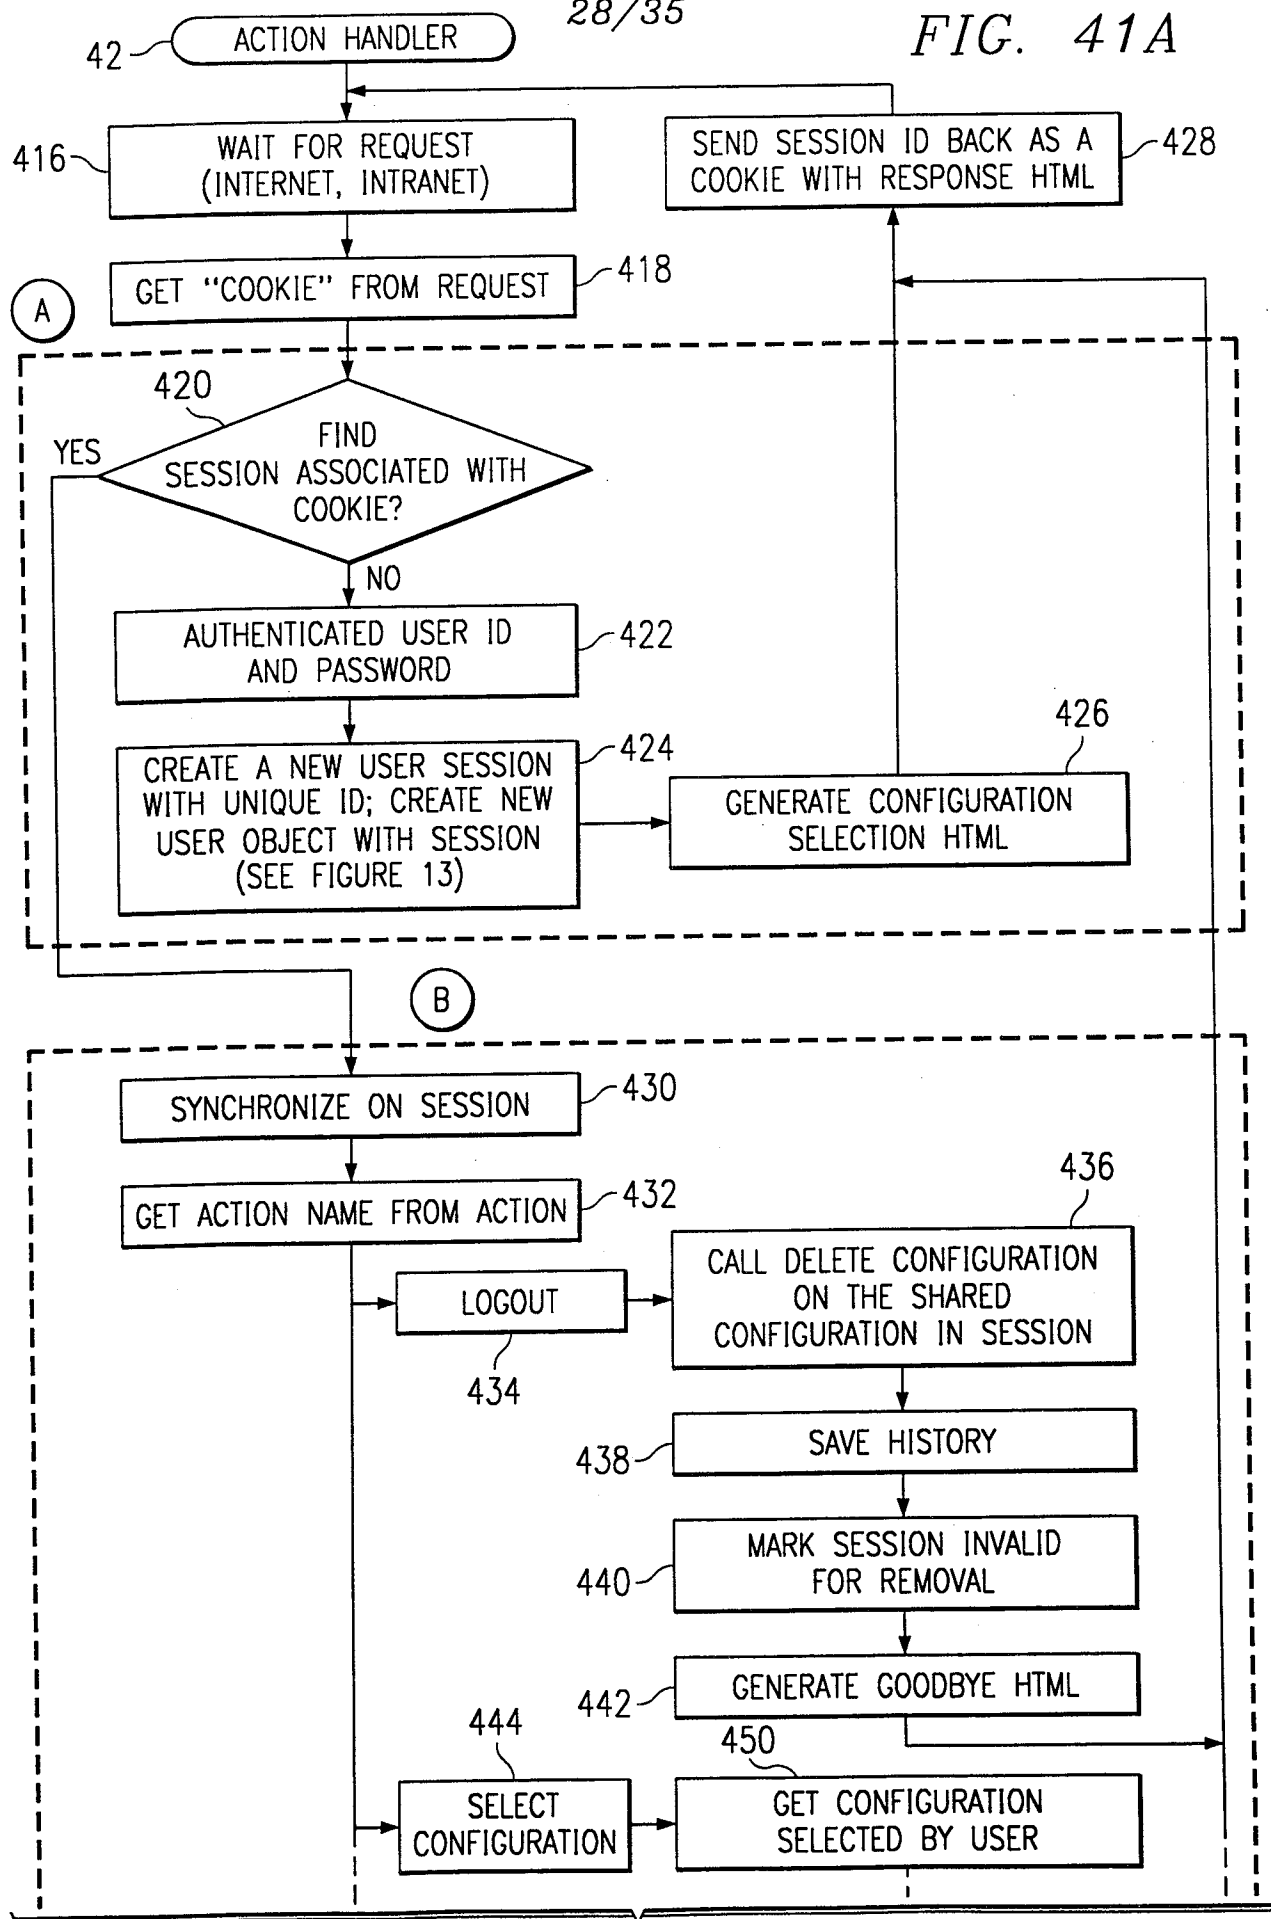 28/35
FIG. 41A
42
ACTION HANDLER
416
WAIT FOR REQUEST
(INTERNET, INTRANET)
SEND SESSION ID BACK AS A
COOKIE WITH RESPONSE HTML
428
GET "COOKIE" FROM REQUEST
418
A
420
YES
FIND
SESSION ASSOCIATED WITH
COOKIE?
NO
AUTHENTICATED USER ID
AND PASSWORD
422
CREATE A NEW USER SESSION
WITH UNIQUE ID; CREATE NEW
USER OBJECT WITH SESSION
(SEE FIGURE 13)
424
426
GENERATE CONFIGURATION
SELECTION HTML
B
SYNCHRONIZE ON SESSION
430
GET ACTION NAME FROM ACTION
432
LOGOUT
434
436
CALL DELETE CONFIGURATION
ON THE SHARED
CONFIGURATION IN SESSION
438
SAVE HISTORY
440
MARK SESSION INVALID
FOR REMOVAL
442
GENERATE GOODBYE HTML
444
SELECT
CONFIGURATION
450
GET CONFIGURATION
SELECTED BY USER